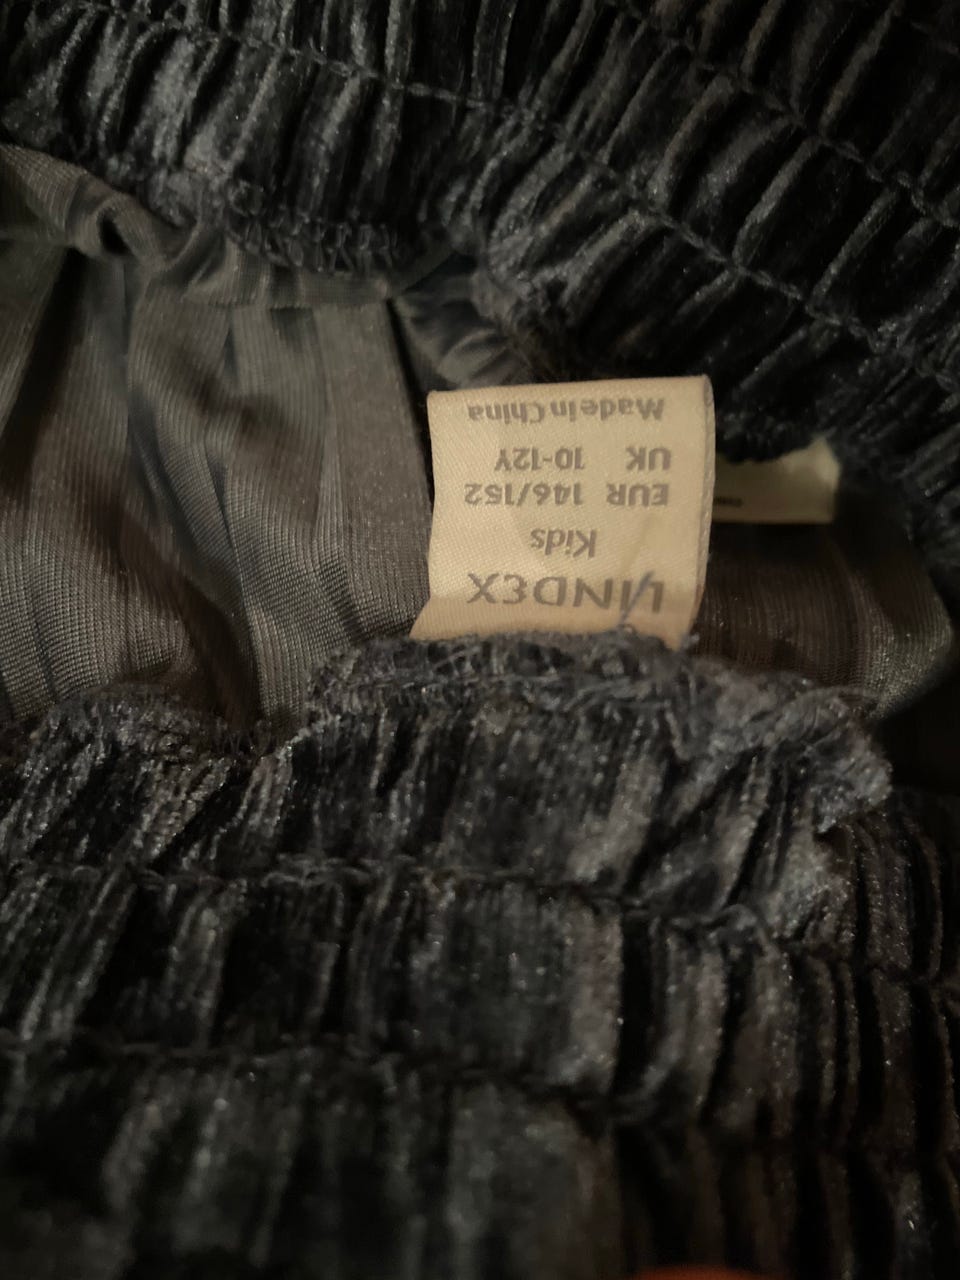 LINDEX
Kids
EUR 146/152
UK 10-12Y
Made in China